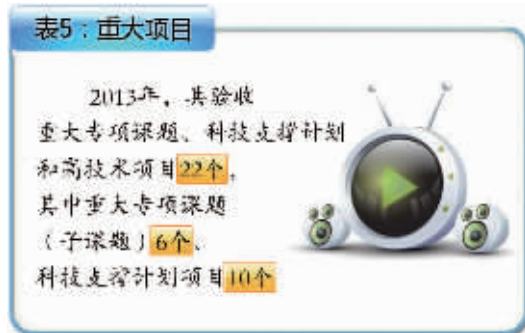 表5：重大项目
2013年，共验收
重大专项课题、科技支撑计划
和高技术项目22个，
其中重大专项课题
（子课题）6个、
科技支撑计划项目10个